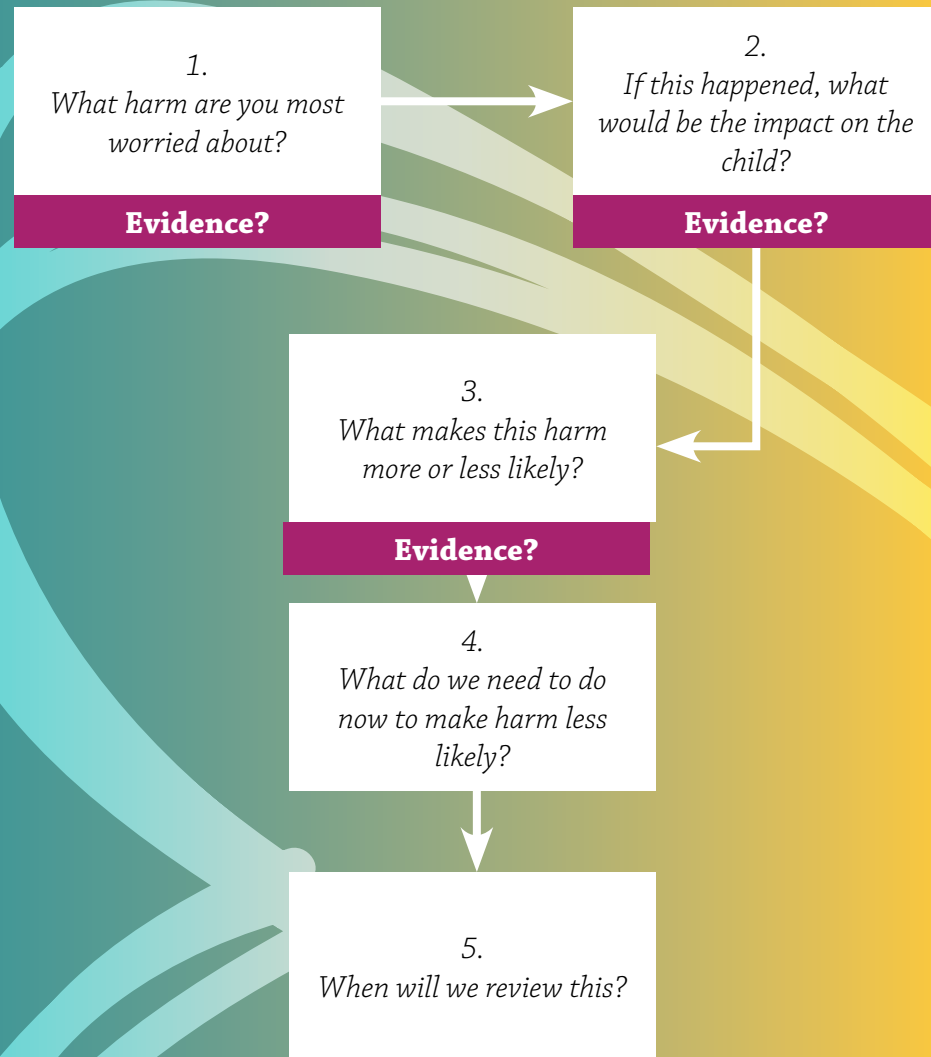 1.
What harm are you most
worried about?
Evidence?
2.
If this happened, what
would be the impact on the
child?
Evidence?
3.
What makes this harm
more or less likely?
Evidence?
4.
What do we need to do
now to make harm less
likely?
5.
When will we review this?